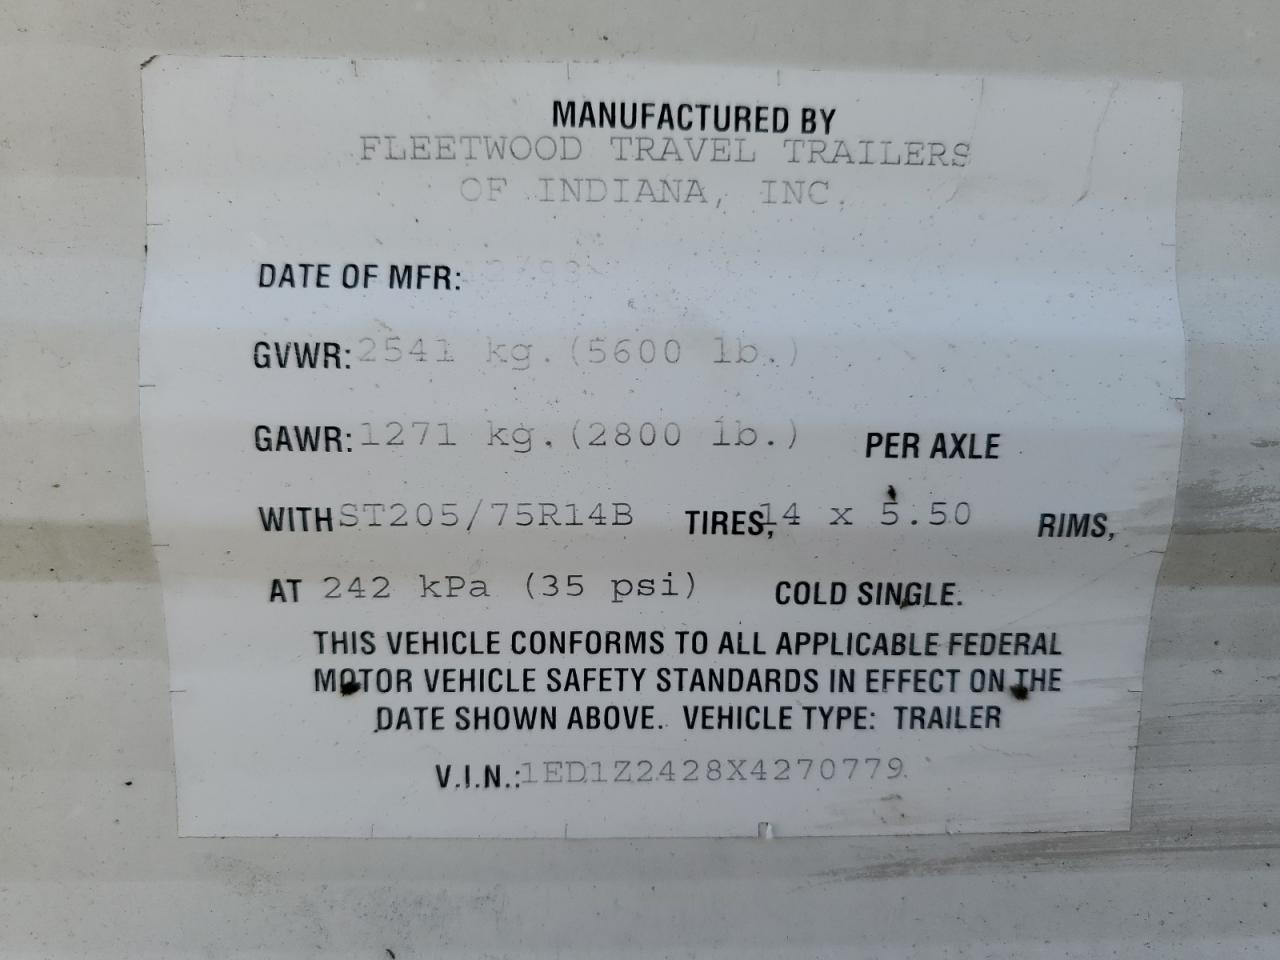 MANUFACTURED BY
FLEETWOOD TRAVEL TRAILERS
OF INDIANA, INC.
DATE OF MFR:
GVWR: 2541 kg. (5600 lb.)
GAWR: 1271 kg. (2800 lb.) PER AXLE
WITH ST205/75R14B TIRES, 14 x 5.50 RIMS,
AT 242 kPa (35 psi) COLD SINGLE.
THIS VEHICLE CONFORMS TO ALL APPLICABLE FEDERAL
MOTOR VEHICLE SAFETY STANDARDS IN EFFECT ON THE
DATE SHOWN ABOVE. VEHICLE TYPE: TRAILER
V.I.N.: 1ED1Z2428X4270779